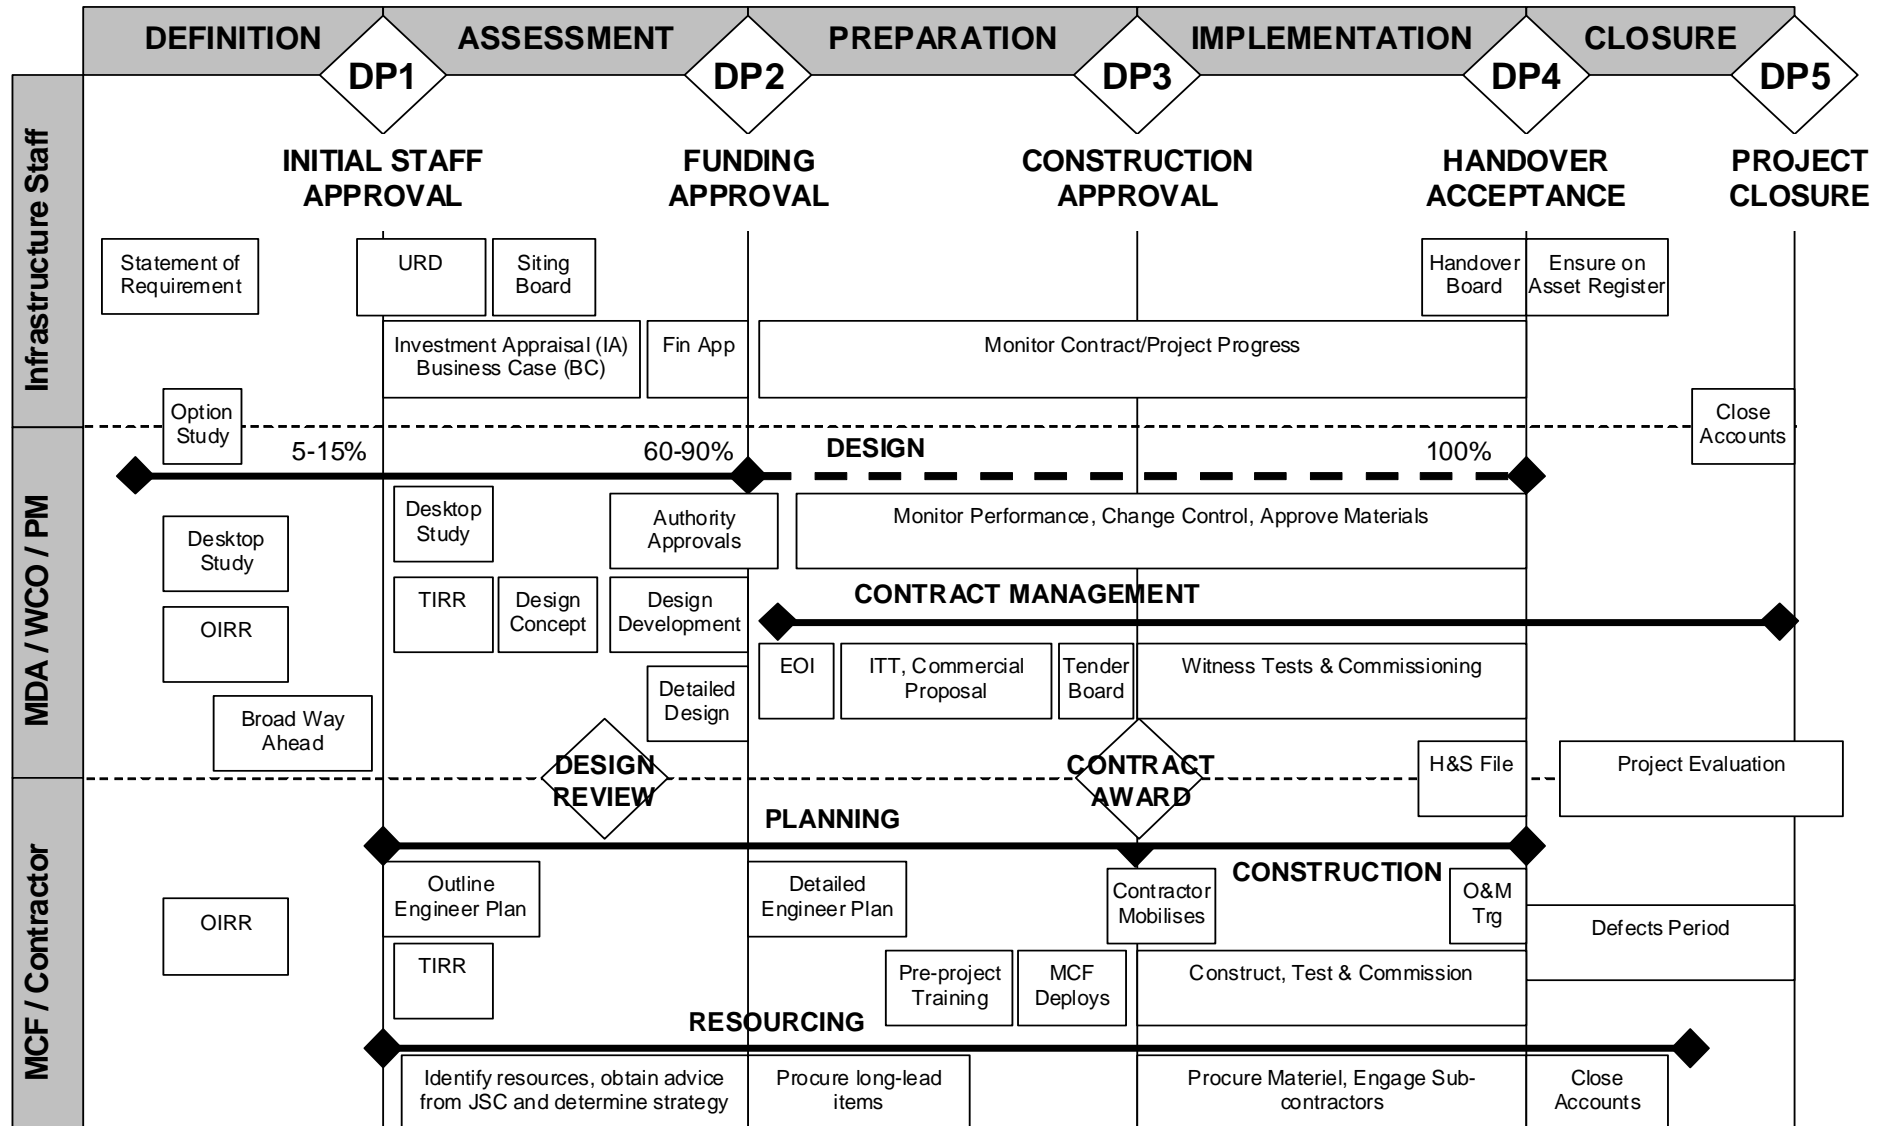 DEFINITION
ASSESSMENT
PREPARATION
IMPLEMENTATION
CLOSURE
DP1
DP2
DP3
DP4
DP5
INITIAL STAFF
APPROVAL
FUNDING
APPROVAL
CONSTRUCTION
APPROVAL
HANDOVER
ACCEPTANCE
PROJECT
CLOSURE
Infrastructure Staff
Statement of
Requirement
URD
Siting
Board
Handover
Board
Ensure on
Asset Register
Investment Appraisal (IA)
Business Case (BC)
Fin App
Monitor Contract/Project Progress
Option
Study
Close
Accounts
MDA / WCO / PM
5-15%
60-90%
DESIGN
100%
Desktop
Study
Desktop
Study
Authority
Approvals
Monitor Performance, Change Control, Approve Materials
OIRR
TIRR
Design
Concept
Design
Development
CONTRACT MANAGEMENT
Broad Way
Ahead
Detailed
Design
EOI
ITT, Commercial
Proposal
Tender
Board
Witness Tests & Commissioning
DESIGN
REVIEW
CONTRACT
AWARD
H&S File
Project Evaluation
MCF / Contractor
PLANNING
CONSTRUCTION
OIRR
Outline
Engineer Plan
Detailed
Engineer Plan
Contractor
Mobilises
O&M
Trg
Defects Period
TIRR
Pre-project
Training
MCF
Deploys
Construct, Test & Commission
RESOURCING
Identify resources, obtain advice
from JSC and determine strategy
Procure long-lead
items
Procure Materiel, Engage Sub-
contractors
Close
Accounts